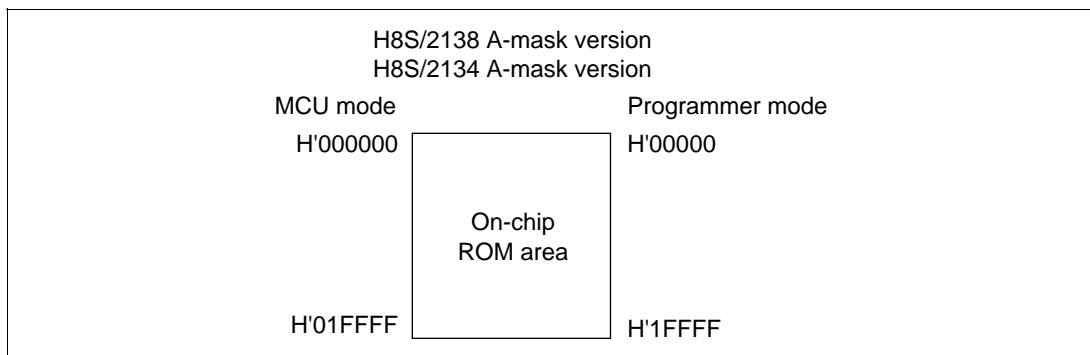 H8S/2138 A-mask version
H8S/2134 A-mask version
MCU mode
Programmer mode
H'000000
H'00000
On-chip
ROM area
H'01FFFF
H'1FFFF